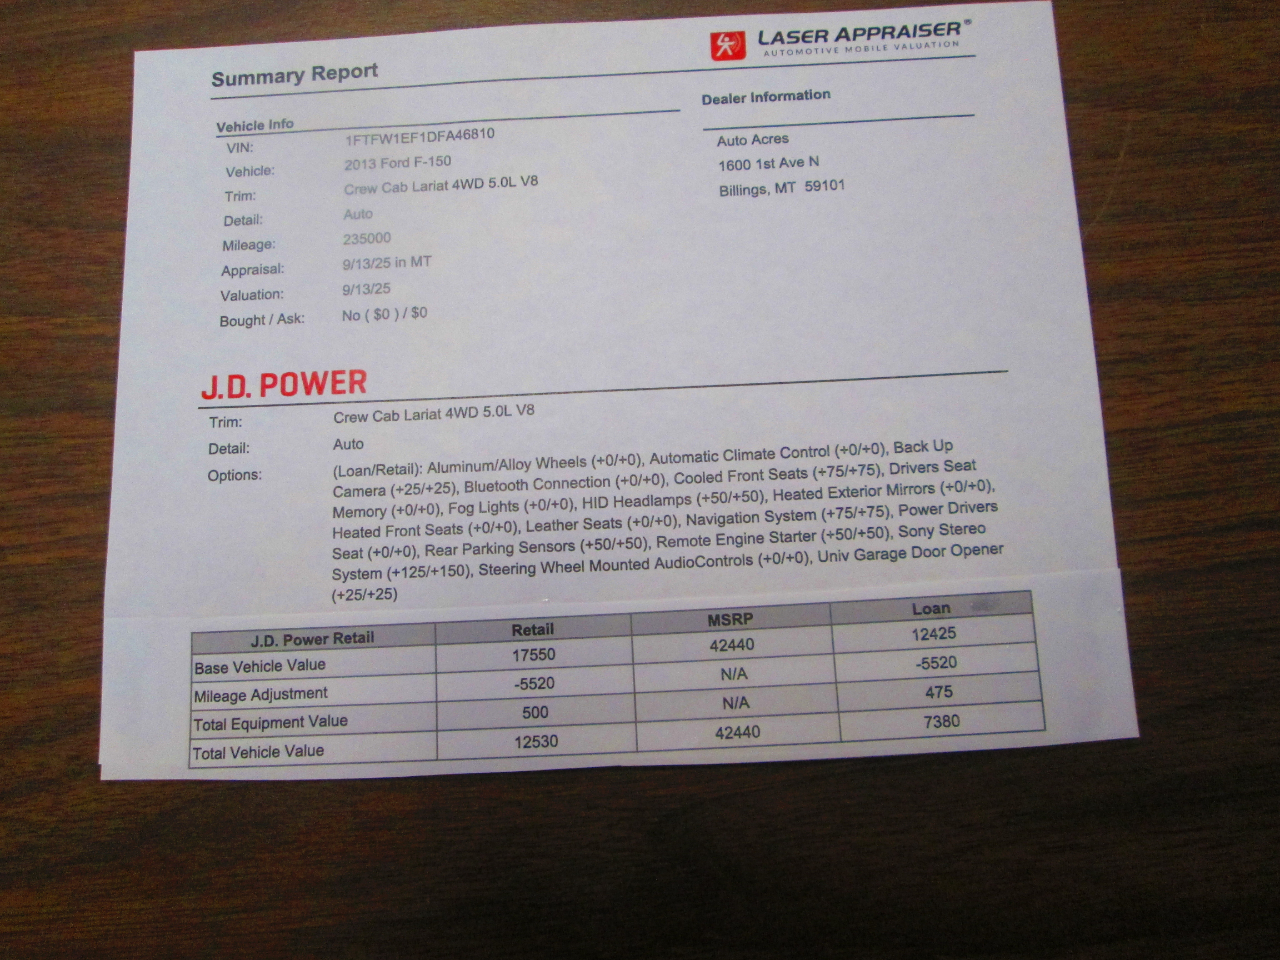 Summary Report
LASER APPRAISER®
AUTOMOTIVE MOBILE VALUATION
Vehicle Info
VIN: 1FTFW1EF1DFA46810
Vehicle: 2013 Ford F-150
Trim: Crew Cab Lariat 4WD 5.0L V8
Detail: Auto
Mileage: 235000
Appraisal: 9/13/25 in MT
Valuation: 9/13/25
Bought / Ask: No ( $0 ) / $0
Dealer Information
Auto Acres
1600 1st Ave N
Billings, MT 59101
J.D. POWER
Trim: Crew Cab Lariat 4WD 5.0L V8
Detail: Auto
Options: (Loan/Retail): Aluminum/Alloy Wheels (+0/+0), Automatic Climate Control (+0/+0), Back Up
Camera (+25/+25), Bluetooth Connection (+0/+0), Cooled Front Seats (+75/+75), Drivers Seat
Memory (+0/+0), Fog Lights (+0/+0), HID Headlamps (+50/+50), Heated Exterior Mirrors (+0/+0),
Heated Front Seats (+0/+0), Leather Seats (+0/+0), Navigation System (+75/+75), Power Drivers
Seat (+0/+0), Rear Parking Sensors (+50/+50), Remote Engine Starter (+50/+50), Sony Stereo
System (+125/+150), Steering Wheel Mounted AudioControls (+0/+0), Univ Garage Door Opener
(+25/+25)
J.D. Power Retail Retail MSRP Loan
Base Vehicle Value 17550 42440 12425
Mileage Adjustment -5520 N/A -5520
Total Equipment Value 500 N/A 475
Total Vehicle Value 12530 42440 7380